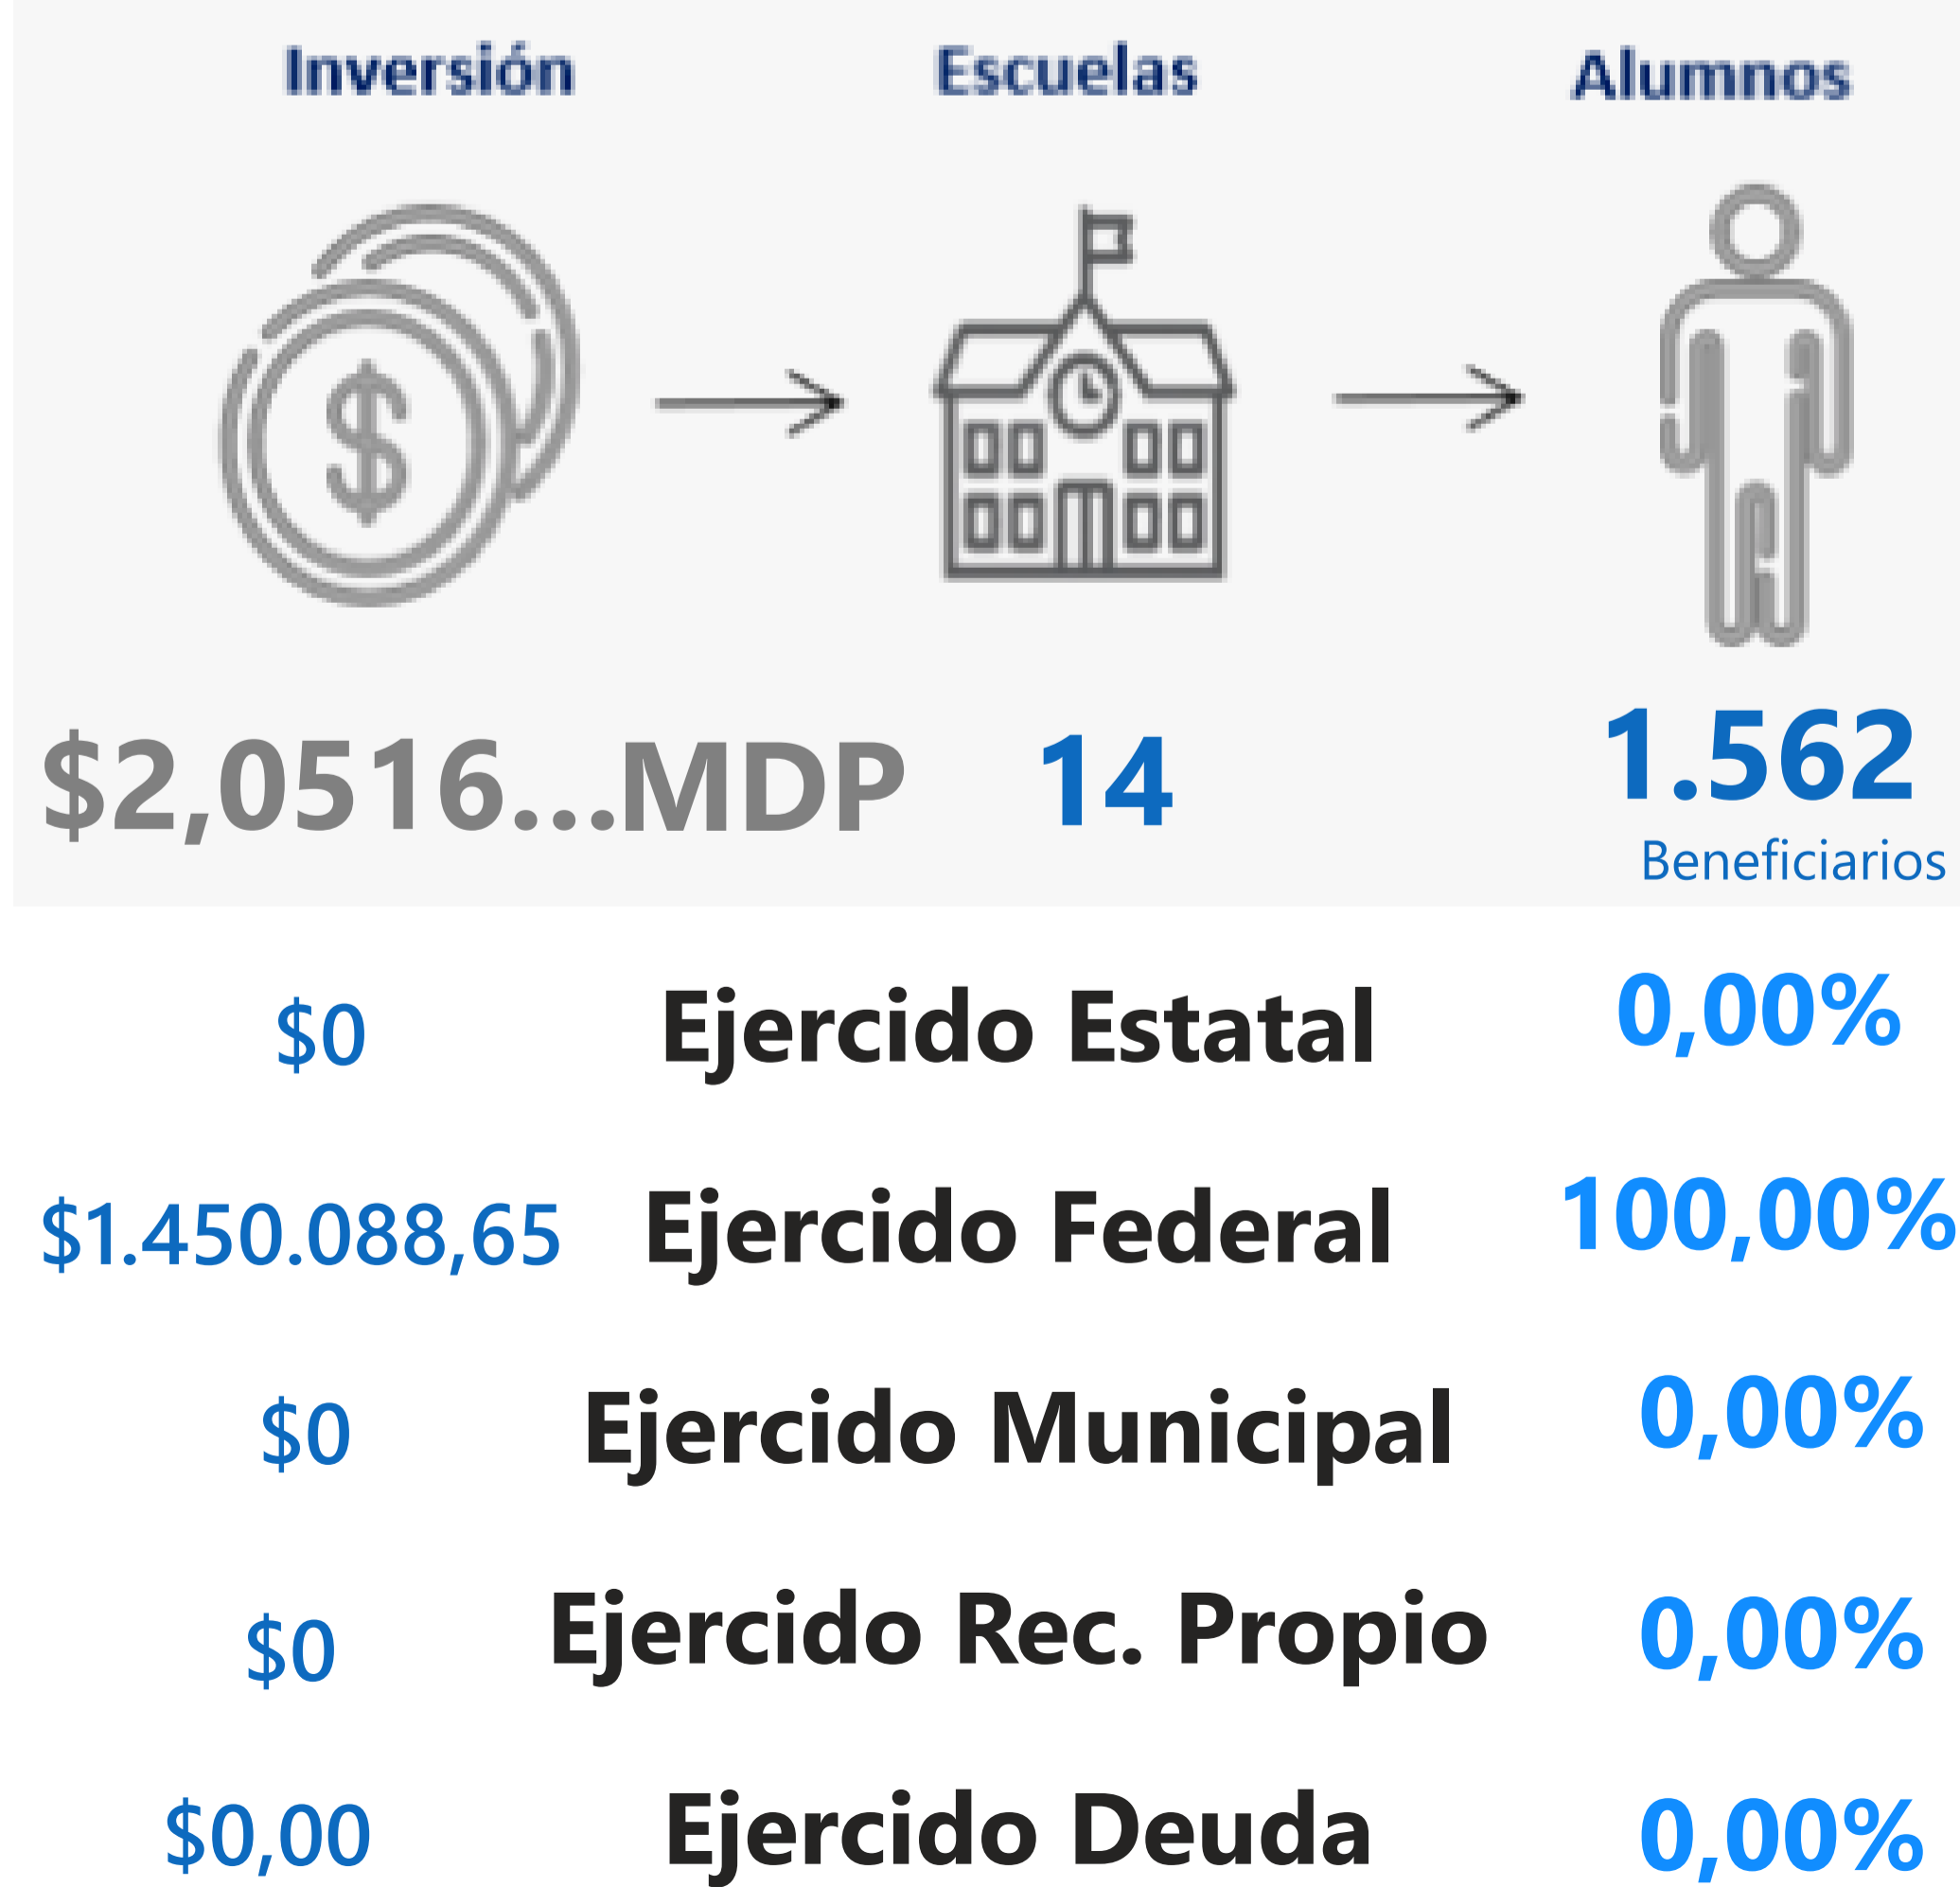 Inversión Escuelas Alumnos
$
$2,0516...MDP 14 1.562
Beneficiarios
$0 Ejercido Estatal 0,00%
$1.450.088,65 Ejercido Federal 100,00%
$0 Ejercido Municipal 0,00%
$0 Ejercido Rec. Propio 0,00%
$0,00 Ejercido Deuda 0,00%